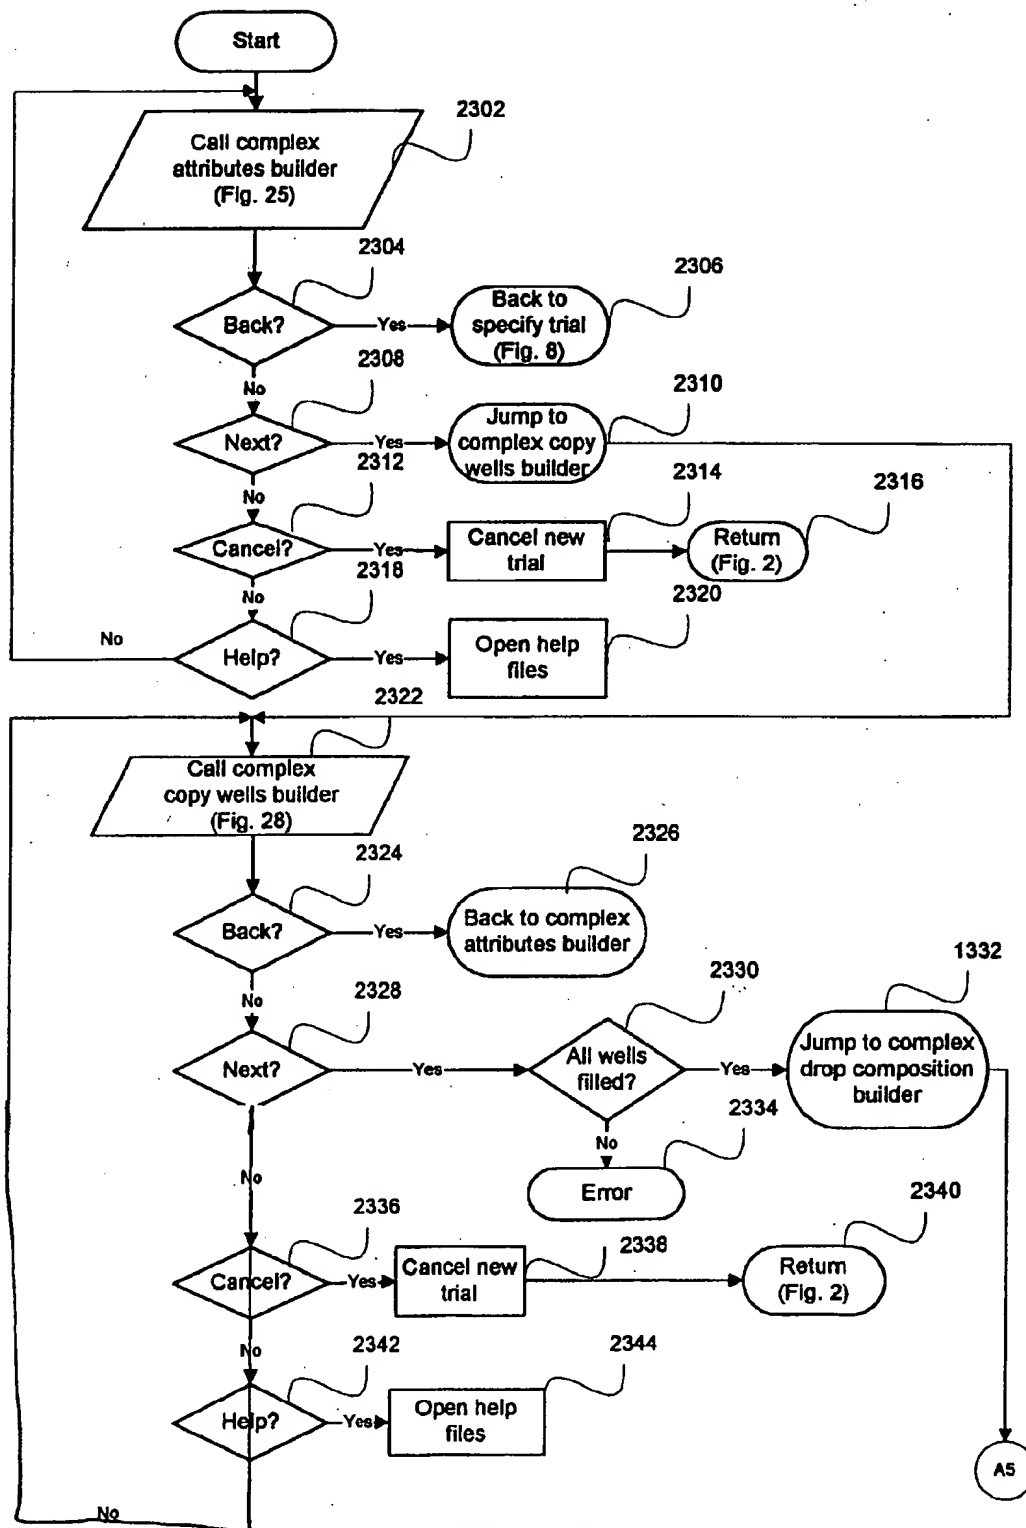 Start
2302
Call complex
attributes builder
(Fig. 25)
2304
2306
Back?
Yes
Back to
specify trial
(Fig. 8)
2308
No
2310
Next?
Yes
Jump to
complex copy
wells builder
2312
No
2314
2316
Cancel?
Yes
Cancel new
trial
Return
(Fig. 2)
2318
No
2320
No
Help?
Yes
Open help
files
2322
Call complex
copy wells builder
(Fig. 28)
2324
2326
Back?
Yes
Back to complex
attributes builder
2328
No
2330
1332
Next?
Yes
All wells
filled?
Yes
Jump to complex
drop composition
builder
No
2334
No
Error
2336
2338
2340
Cancel?
Yes
Cancel new
trial
Return
(Fig. 2)
No
2342
2344
Help?
Yes
Open help
files
A5
No